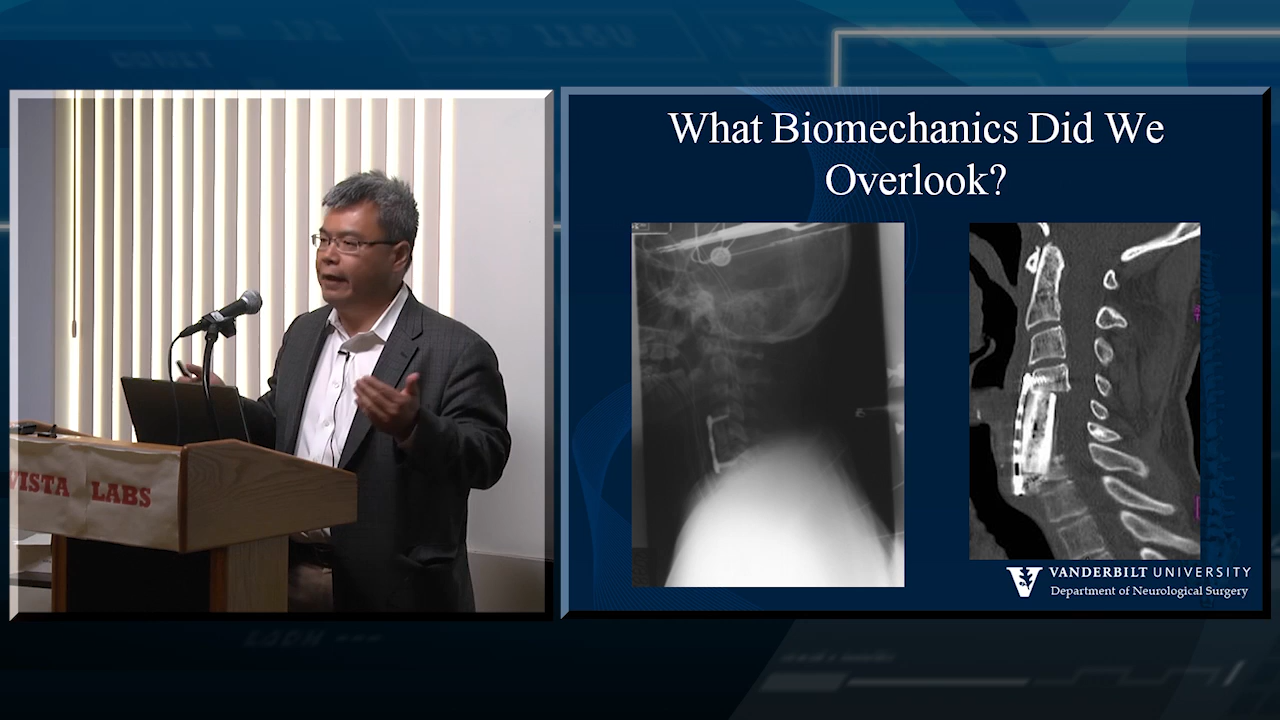 What Biomechanics Did We
Overlook?
VISTA LABS
VANDERBILT UNIVERSITY
Department of Neurological Surgery